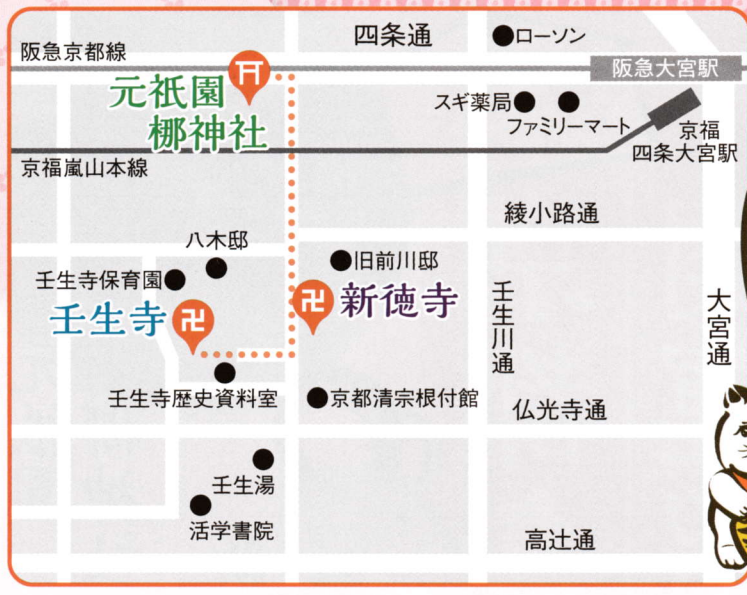 四条通
ローソン
阪急京都線
阪急大宮駅
元祇園
梛神社
スギ薬局
ファミリーマート
京福
四条大宮駅
京福嵐山本線
綾小路通
八木邸
旧前川邸
壬生寺保育園
壬生寺
新徳寺
壬生川通
大宮通
壬生寺歴史資料室
京都清宗根付館
仏光寺通
壬生湯
活学書院
高辻通